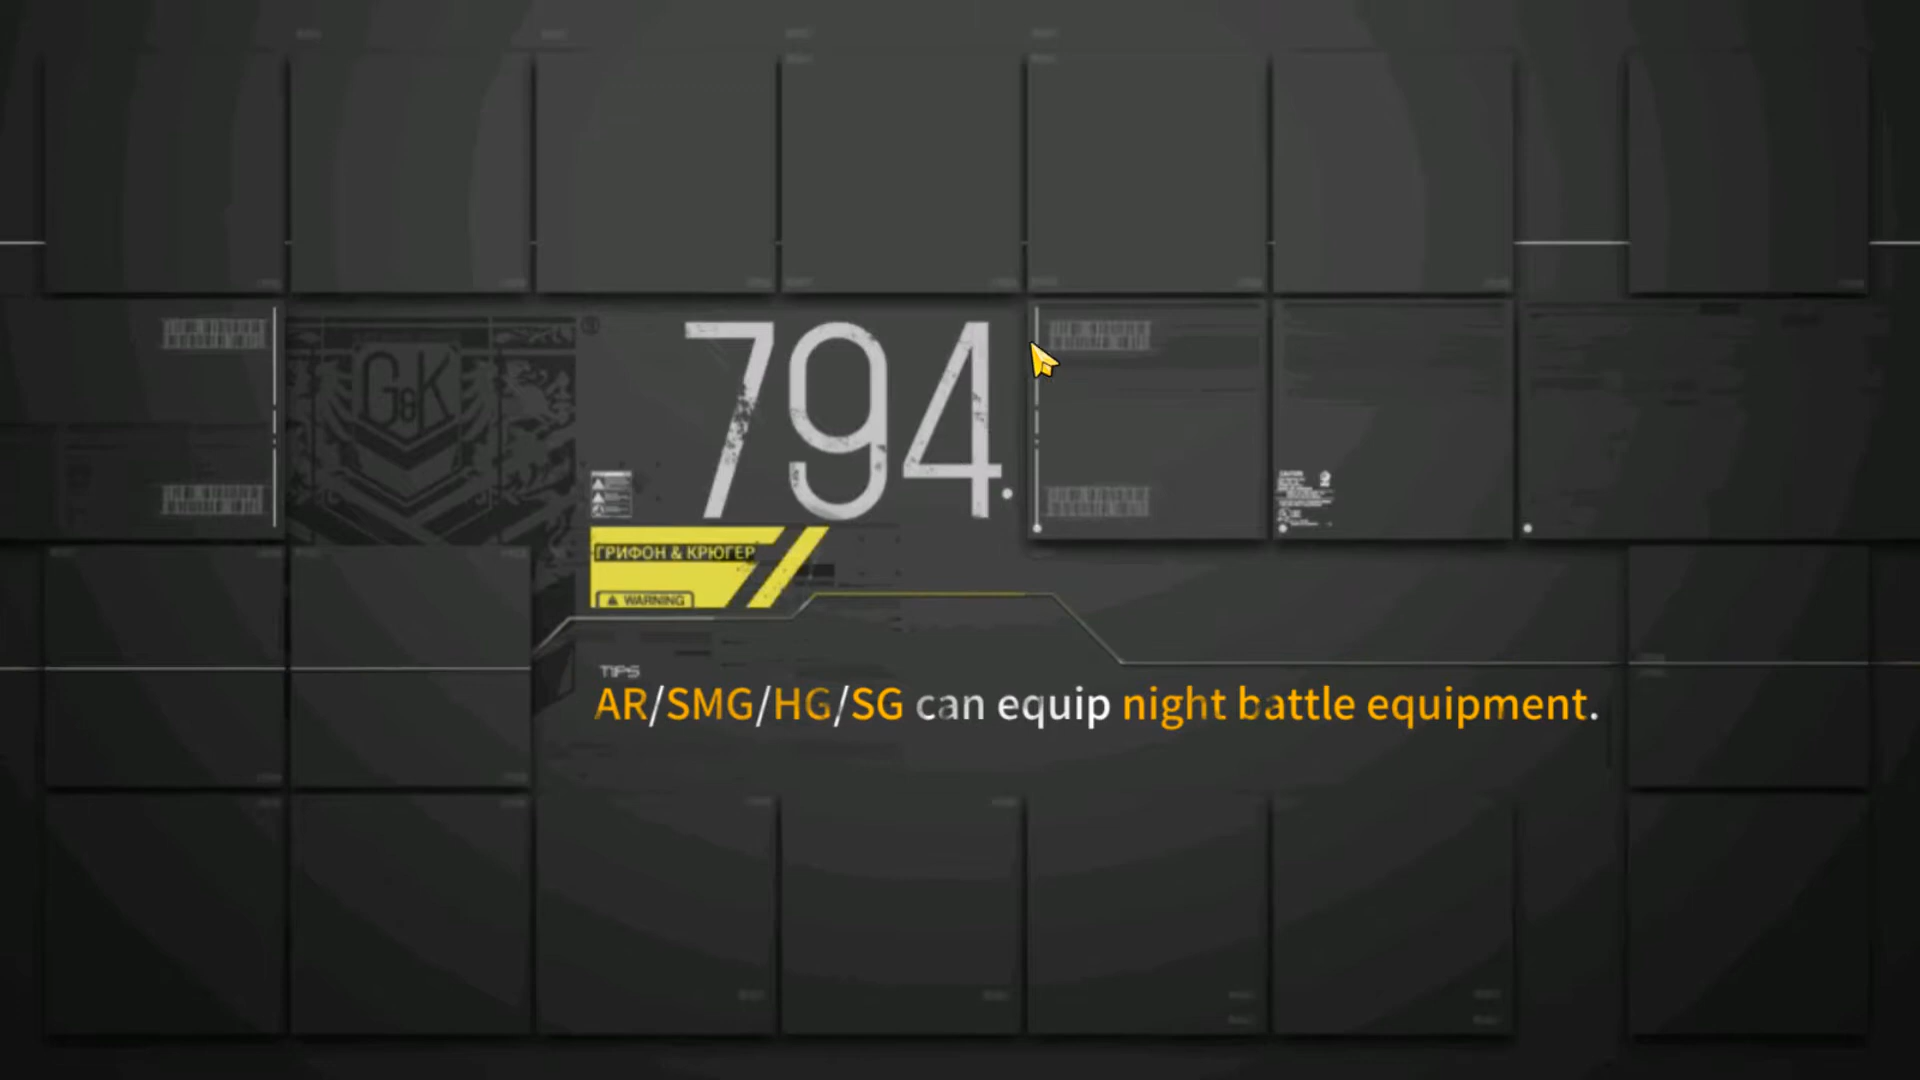 G&K
794.
ГРИФОН & КРЮГЕР
WARNING
TIPS
AR/SMG/HG/SG can equip night battle equipment.